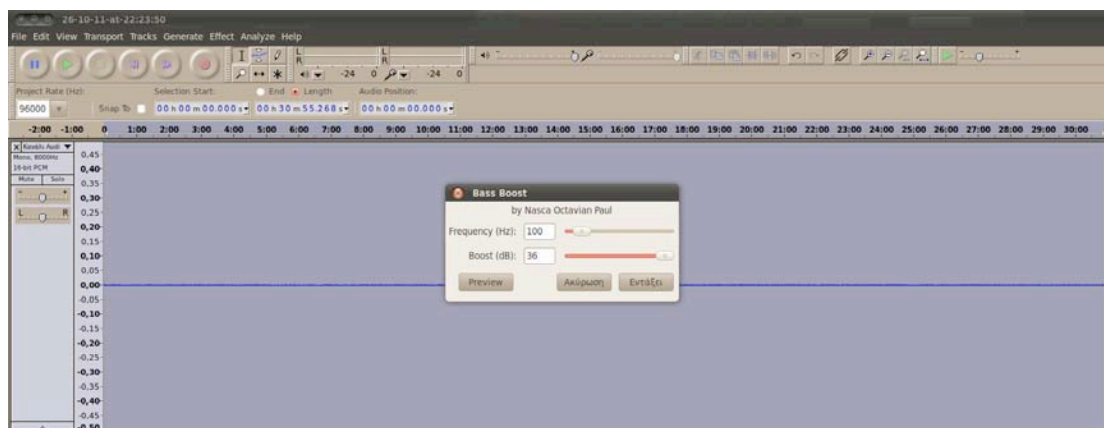 26-10-11-at-22:23:50
File Edit View Transport Tracks Generate Effect Analyze Help
L
R
L
R
-24 0 -24 0
Project Rate (Hz): Selection Start: End Length Audio Position:
96000 Snap To 00 h 00 m 00.000 s 00 h 30 m 55.268 s 00 h 00 m 00.000 s
-2:00 -1:00 0 1:00 2:00 3:00 4:00 5:00 6:00 7:00 8:00 9:00 10:00 11:00 12:00 13:00 14:00 15:00 16:00 17:00 18:00 19:00 20:00 21:00 22:00 23:00 24:00 25:00 26:00 27:00 28:00 29:00 30:00
X Κανάλι Audi
Mono, 8000Hz
16-bit PCM
Mute Solo
- +
L R
0,45
0,40
0,35
0,30
0,25
0,20
0,15
0,10
0,05
0,00
-0,05
-0,10
-0,15
-0,20
-0,25
-0,30
-0,35
-0,40
-0,45
-0,50
Bass Boost
by Nasca Octavian Paul
Frequency (Hz): 100
Boost (dB): 36
Preview Ακύρωση Εντάξει